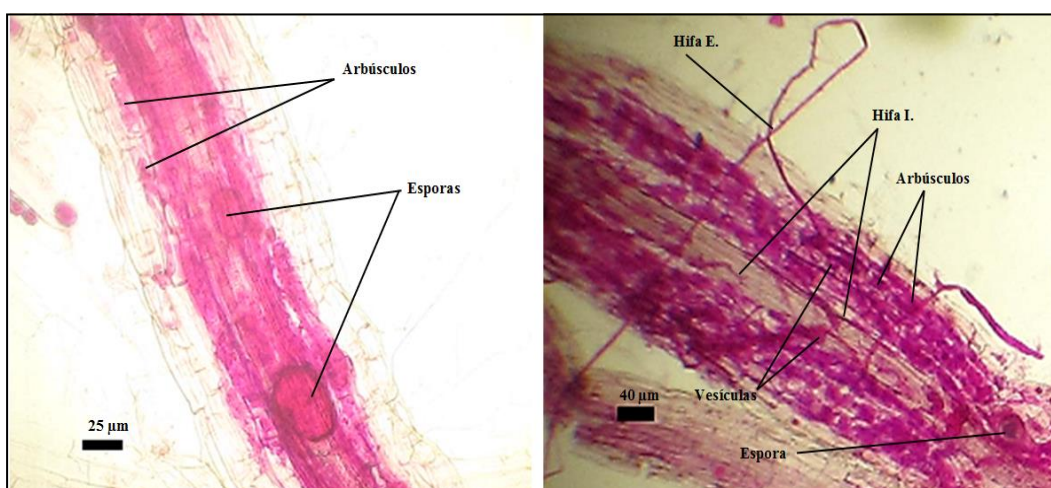 Arbúsculos
Esporas
25 µm
Hifa E.
Hifa I.
Arbúsculos
Vesículas
40 µm
Espora